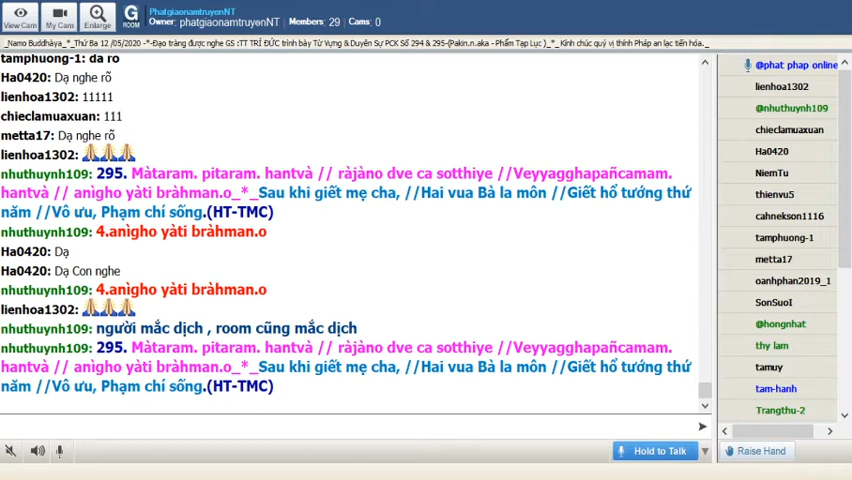 View Cam
My Cam
Enlarge
G
ROOM
PhatgiaonamtruyenNT
Owner: phatgiaonamtruyenNT Members: 29 Cams: 0
_Namo Buddhàya_*_Thứ Ba 12 /05/2020 -*-Đạo tràng được nghe GS :TT TRÍ ĐỨC trình bày Từ Vựng & Duyên Sự PCK Số 294 & 295-(Pakin.n.aka - Phẩm Tạp Lục )_*_ Kính chúc quý vị thính Pháp an lạc tiến hóa._
tamphuong-1: da rõ
Ha0420: Dạ nghe rõ
lienhoa1302: 11111
chieclamuaxuan: 111
metta17: Dạ nghe rõ
lienhoa1302:
nhuthuynh109: 295. Màtaram. pitaram. hantvà // ràjàno dve ca sotthiye //Veyyagghapañcamam.
hantvà // anìgho yàti bràhman.o_*_Sau khi giết mẹ cha, //Hai vua Bà la môn //Giết hổ tướng thứ
năm //Vô ưu, Phạm chí sống.(HT-TMC)
nhuthuynh109: 4.anìgho yàti bràhman.o
Ha0420: Dạ
Ha0420: Dạ Con nghe
nhuthuynh109: 4.anìgho yàti bràhman.o
lienhoa1302:
nhuthuynh109: người mắc dịch , room cũng mắc dịch
nhuthuynh109: 295. Màtaram. pitaram. hantvà // ràjàno dve ca sotthiye //Veyyagghapañcamam.
hantvà // anìgho yàti bràhman.o_*_Sau khi giết mẹ cha, //Hai vua Bà la môn //Giết hổ tướng thứ
năm //Vô ưu, Phạm chí sống.(HT-TMC)
@phat phap online
lienhoa1302
@nhuthuynh109
chieclamuaxuan
Ha0420
NiemTu
thienvu5
cahnekson1116
tamphuong-1
metta17
oanhphan2019_1
SonSuoI
@hongnhat
thy lam
tamuy
tam-hanh
Trangthu-2
Hold to Talk
Raise Hand